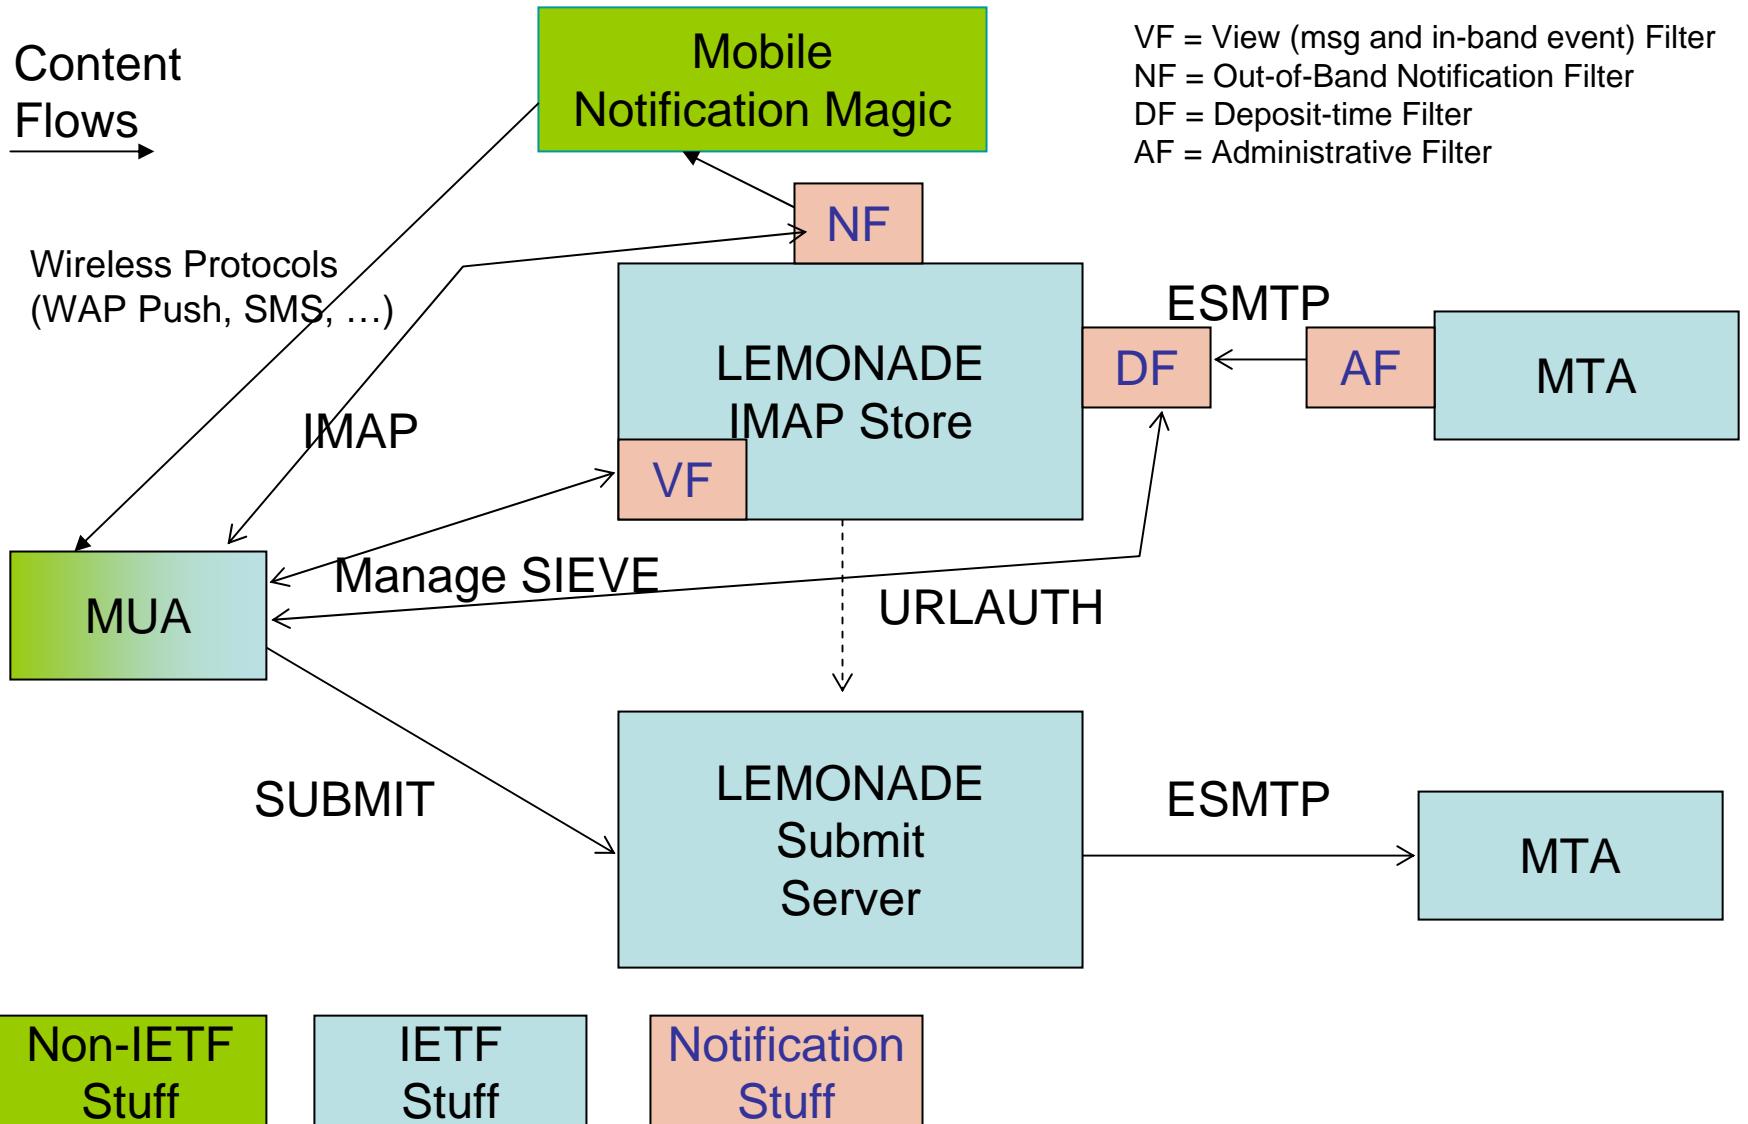 Content
Flows
Mobile
Notification Magic
VF = View (msg and in-band event) Filter
NF = Out-of-Band Notification Filter
DF = Deposit-time Filter
AF = Administrative Filter
NF
Wireless Protocols
(WAP Push, SMS, …)
ESMTP
LEMONADE
IMAP Store
DF
AF
MTA
IMAP
VF
Manage SIEVE
MUA
URLAUTH
SUBMIT
LEMONADE
Submit
Server
ESMTP
MTA
Non-IETF
Stuff
IETF
Stuff
Notification
Stuff